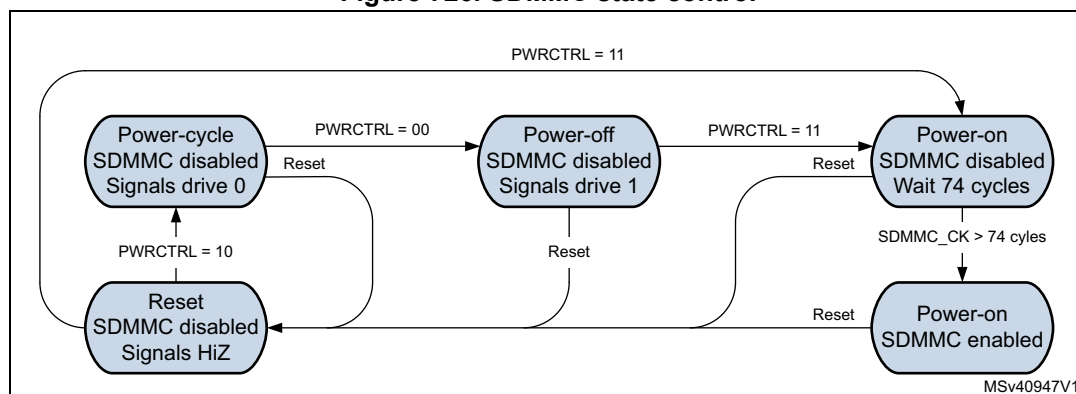 PWRCTRL = 11
Power-cycle
SDMMC disabled
Signals drive 0
PWRCTRL = 00
Reset
Power-off
SDMMC disabled
Signals drive 1
PWRCTRL = 11
Reset
Power-on
SDMMC disabled
Wait 74 cycles
PWRCTRL = 10
Reset
SDMMC_CK > 74 cyles
Reset
SDMMC disabled
Signals HiZ
Reset
Power-on
SDMMC enabled
MSv40947V1